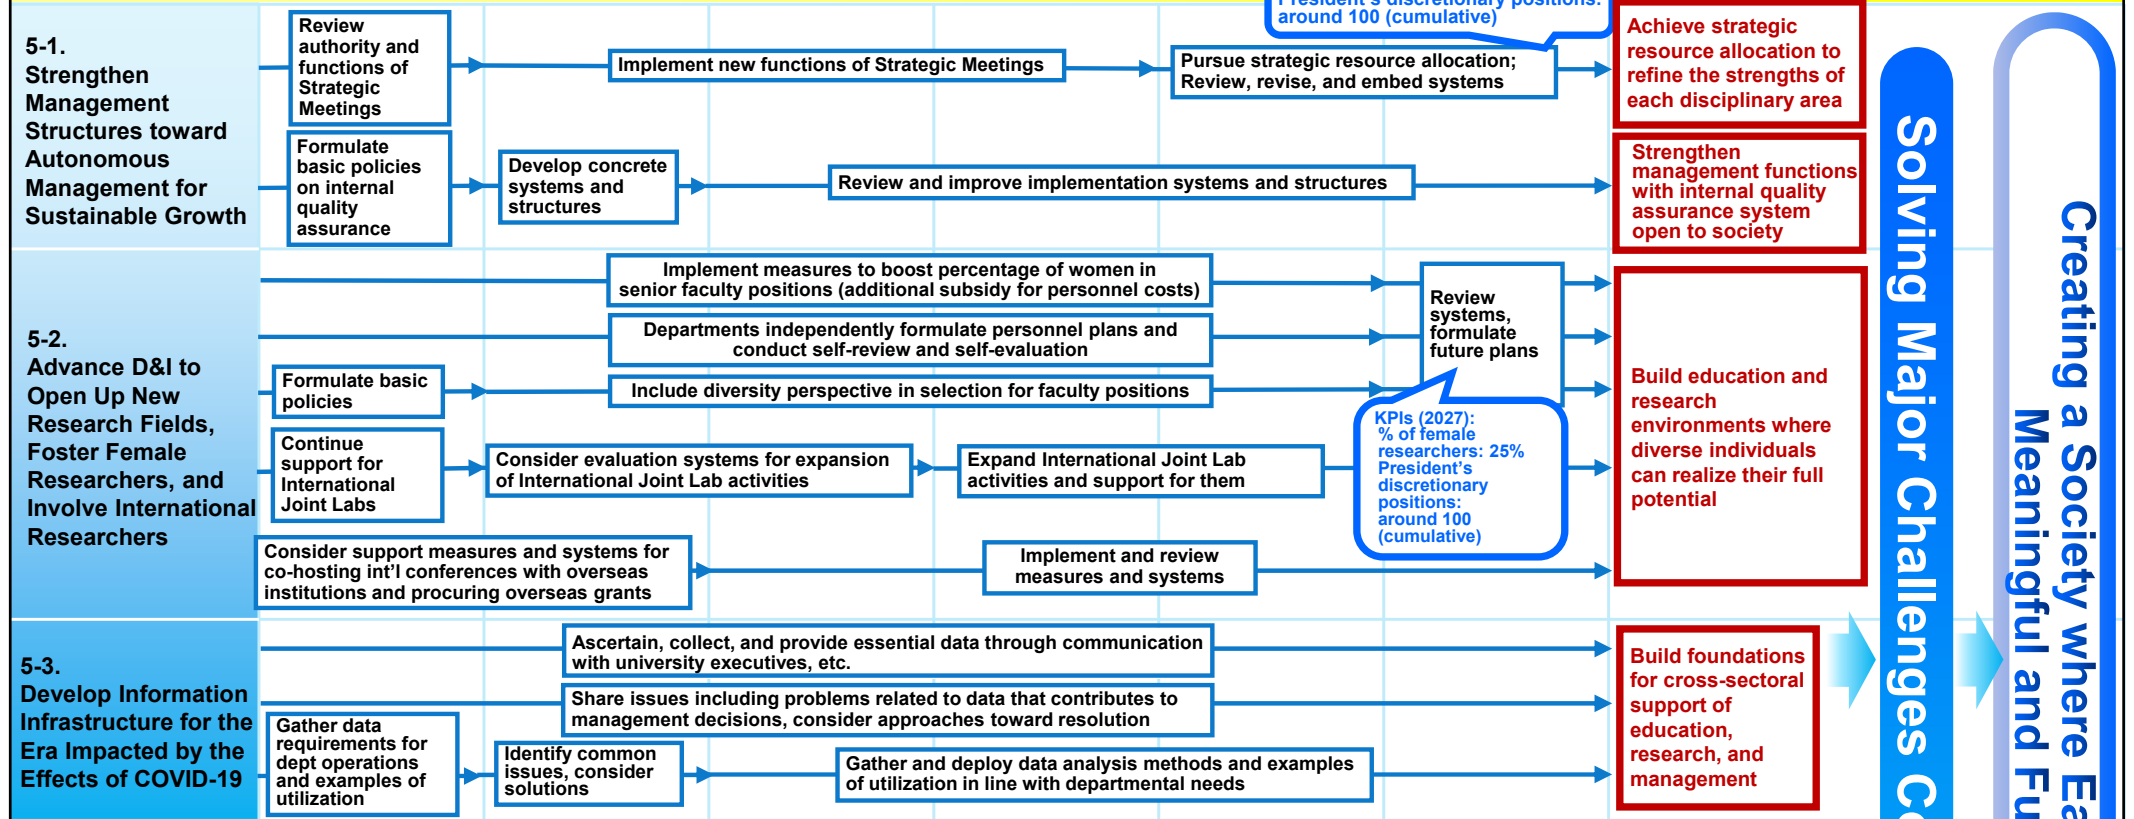 President's discretionary positions:
around 100 (cumulative)
5-1.
Strengthen
Management
Structures toward
Autonomous
Management for
Sustainable Growth
Review
authority and
functions of
Strategic
Meetings
Implement new functions of Strategic Meetings
Pursue strategic resource allocation;
Review, revise, and embed systems
Achieve strategic
resource allocation to
refine the strengths of
each disciplinary area
Formulate
basic policies
on internal
quality
assurance
Develop concrete
systems and
structures
Review and improve implementation systems and structures
Strengthen
management functions
with internal quality
assurance system
open to society
5-2.
Advance D&I to
Open Up New
Research Fields,
Foster Female
Researchers, and
Involve International
Researchers
Implement measures to boost percentage of women in
senior faculty positions (additional subsidy for personnel costs)
Departments independently formulate personnel plans and
conduct self-review and self-evaluation
Formulate basic
policies
Include diversity perspective in selection for faculty positions
Review
systems,
formulate
future plans
KPIs (2027):
% of female
researchers: 25%
President's
discretionary
positions:
around 100
(cumulative)
Continue
support for
International
Joint Labs
Consider evaluation systems for expansion
of International Joint Lab activities
Expand International Joint Lab
activities and support for them
Consider support measures and systems for
co-hosting int'l conferences with overseas
institutions and procuring overseas grants
Implement and review
measures and systems
Build education and
research
environments where
diverse individuals
can realize their full
potential
5-3.
Develop Information
Infrastructure for the
Era Impacted by the
Effects of COVID-19
Ascertain, collect, and provide essential data through communication
with university executives, etc.
Share issues including problems related to data that contributes to
management decisions, consider approaches toward resolution
Gather data
requirements for
dept operations
and examples of
utilization
Identify common
issues, consider
solutions
Gather and deploy data analysis methods and examples
of utilization in line with departmental needs
Build foundations
for cross-sectoral
support of
education,
research, and
management
Solving Major Challenges
Creating a Society where
Meaningful and